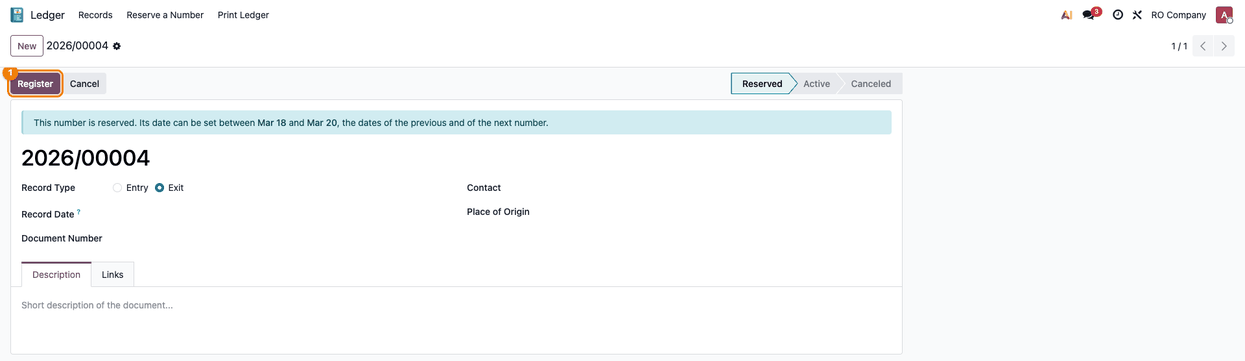 Ledger Records Reserve a Number Print Ledger 3 RO Company A
New 2026/00004 1 / 1
1
Register Cancel Reserved Active Canceled
This number is reserved. Its date can be set between Mar 18 and Mar 20, the dates of the previous and of the next number.
2026/00004
Record Type Entry Exit Contact
Record Date ? Place of Origin
Document Number
Description Links
Short description of the document...